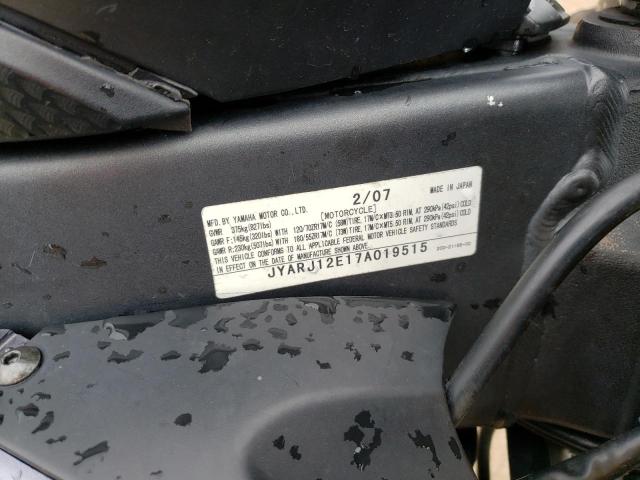 2/07 MADE IN JAPAN
MFD. BY YAMAHA MOTOR CO., LTD. [MOTORCYCLE]
GVWR 375kg(827lbs)
GAWR F:145kg(320lbs) WITH 120/70ZR17M/C (58W)TIRE, 17M/C×MT3.50 RIM, AT 290kPa(42psi)COLD
GAWR R:230kg(507lbs) WITH 180/55ZR17M/C (73W)TIRE, 17M/C×MT5.50 RIM, AT 290kPa(42psi)COLD
THIS VEHICLE CONFORMS TO ALL APPLICABLE FEDERAL MOTOR VEHICLE SAFETY STANDARDS
IN EFFECT ON THE DATE OF MANUFACTURE SHOWN ABOVE.
JYARJ12E17A019515